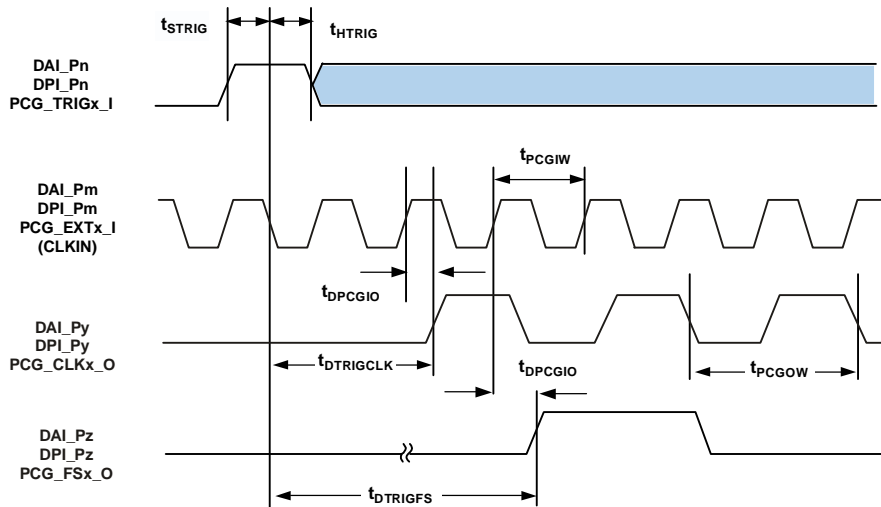 tSTRIG
tHTRIG
DAI_Pn
DPI_Pn
PCG_TRIGx_I
tPCGIW
DAI_Pm
DPI_Pm
PCG_EXTx_I
(CLKIN)
tDPCGIO
DAI_Py
DPI_Py
PCG_CLKx_O
tDTRIGCLK
tDPCGIO
tPCGOW
DAI_Pz
DPI_Pz
PCG_FSx_O
tDTRIGFS